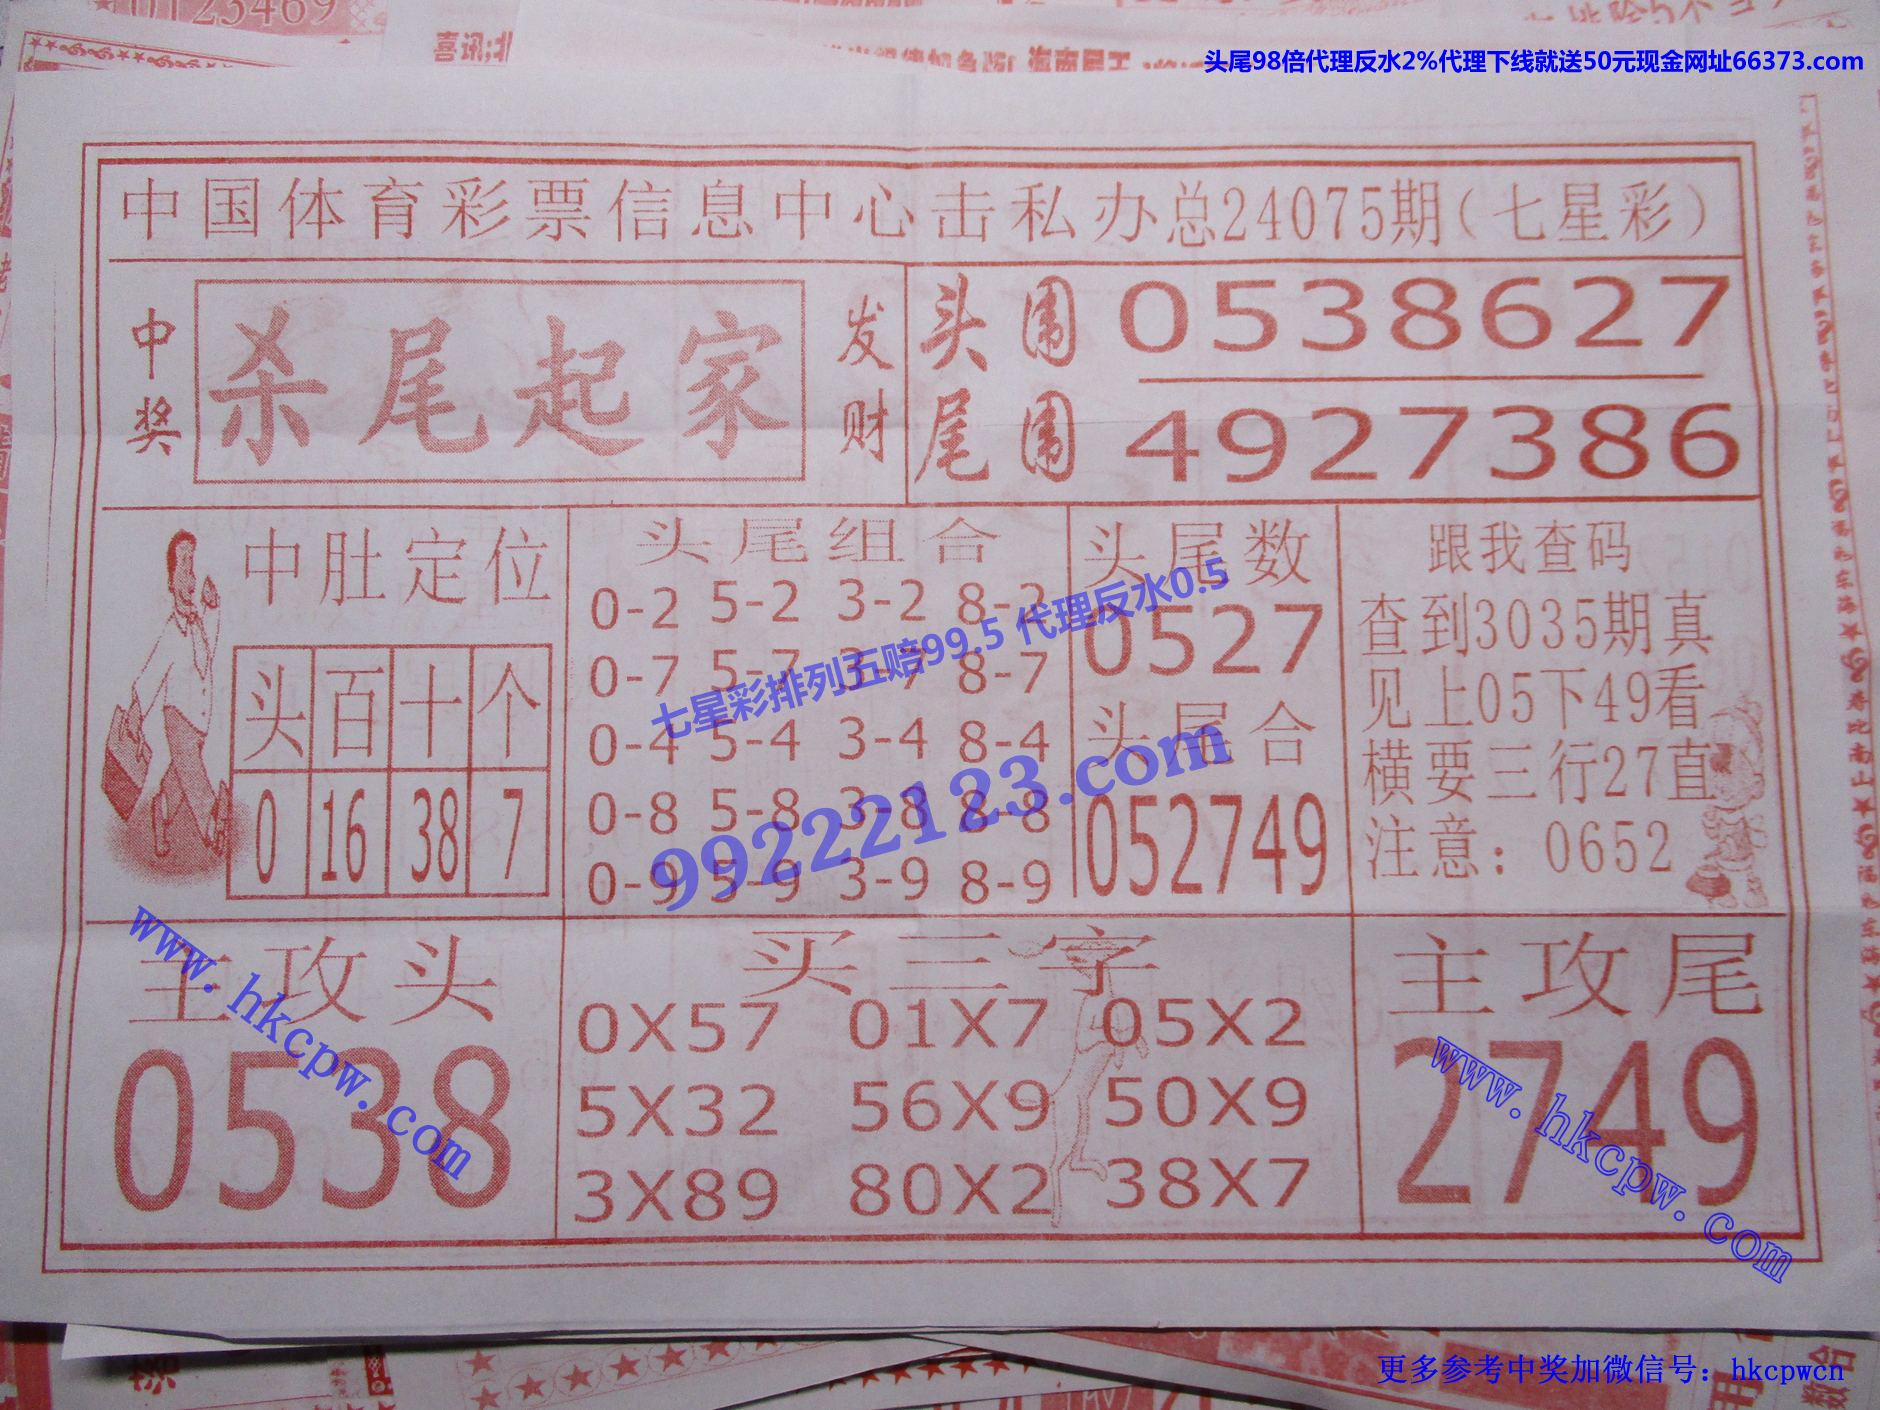 0123469
喜讯:北
头尾98倍代理反水2%代理下线就送50元现金网址66373.com
中国体育彩票信息中心击私办总24075期(七星彩)
中奖
杀尾起家
发财
头围 0538627
尾围 4927386
中肚定位
头 百 十 个
0 16 38 7
头尾组合
0-2 5-2 3-2 8-2
0-7 5-7 3-7 8-7
0-4 5-4 3-4 8-4
0-8 5-8 3-8 8-8
0-9 5-9 3-9 8-9
头尾数
0527
头尾合
052749
跟我查码
查到3035期真
见上05下49看
横要三行27直
注意：0652
七星彩排列五赔99.5 代理反水0.5
99222123.com
主攻头
0538
www.hkcpw.com
买三字
0X57 01X7 05X2
5X32 56X9 50X9
3X89 80X2 38X7
主攻尾
2749
www.hkcpw.com
更多参考中奖加微信号：hkcpwcn